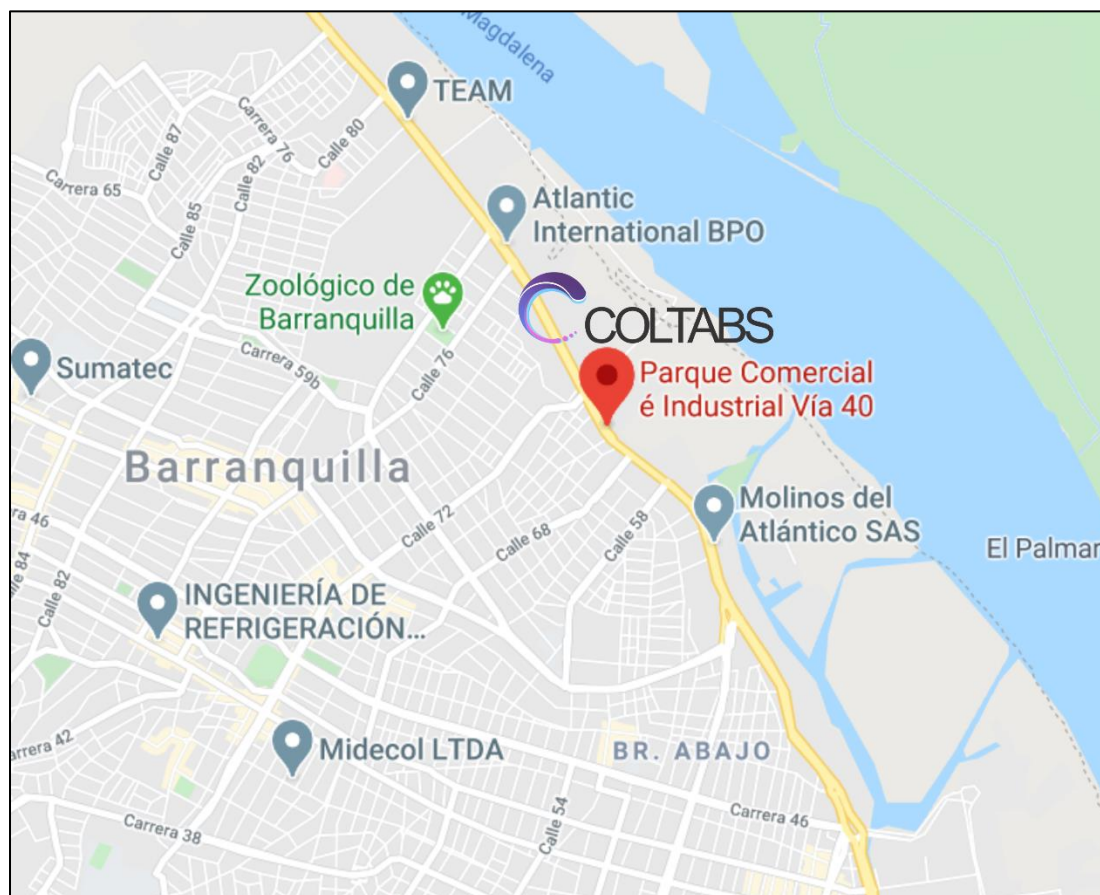 Magdalena
TEAM
Carrera 76
Calle 80
Calle 87
Calle 82
Carrera 65
Calle 85
Atlantic
International BPO
Zoológico de
Barranquilla
COLTABS
Sumatec
Carrera 59b
Calle 76
Parque Comercial
é Industrial Vía 40
Barranquilla
Calle 72
Calle 68
Calle 58
Molinos del
Atlántico SAS
El Palmar
ra 46
lle 84
Calle 82
INGENIERÍA DE
REFRIGERACIÓN...
arrera 42
Midecol LTDA
BR. ABAJO
Calle 54
Carrera 46
Carrera 38